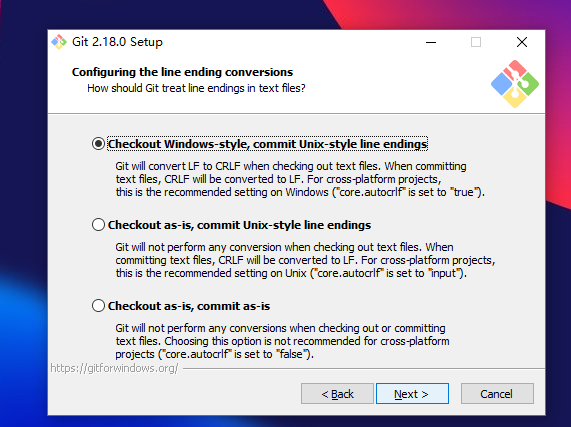 Git 2.18.0 Setup
Configuring the line ending conversions
How should Git treat line endings in text files?
Checkout Windows-style, commit Unix-style line endings
Git will convert LF to CRLF when checking out text files. When committing
text files, CRLF will be converted to LF. For cross-platform projects,
this is the recommended setting on Windows ("core.autocrlf" is set to "true").
Checkout as-is, commit Unix-style line endings
Git will not perform any conversion when checking out text files. When
committing text files, CRLF will be converted to LF. For cross-platform projects,
this is the recommended setting on Unix ("core.autocrlf" is set to "input").
Checkout as-is, commit as-is
Git will not perform any conversions when checking out or committing
text files. Choosing this option is not recommended for cross-platform
projects ("core.autocrlf" is set to "false").
https://gitforwindows.org/
< Back
Next >
Cancel